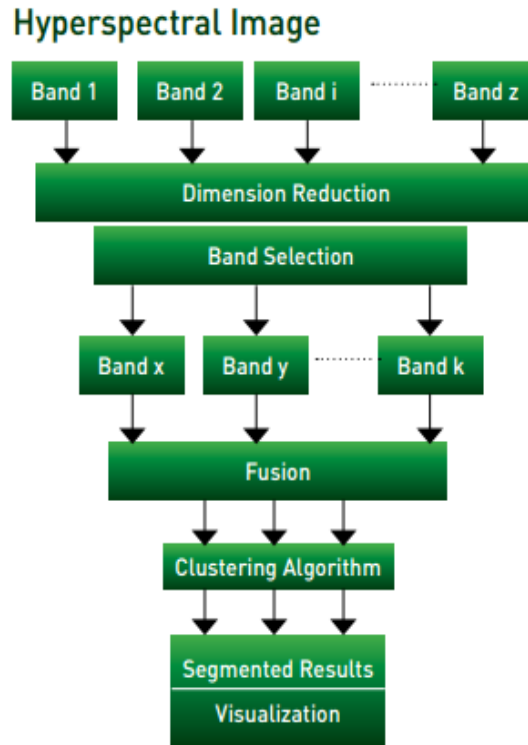 Hyperspectral Image
Band 1 Band 2 Band i Band z
Dimension Reduction
Band Selection
Band x Band y Band k
Fusion
Clustering Algorithm
Segmented Results
Visualization